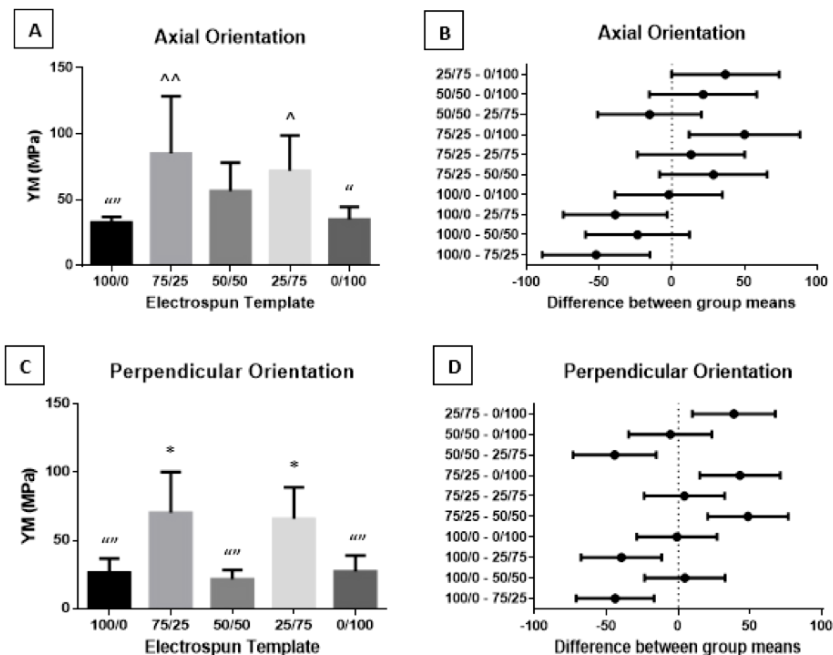 A
Axial Orientation
YM (MPa)
150
100
50
0
“”
^^
^
“
100/0
75/25
50/50
25/75
0/100
Electrospun Template
B
Axial Orientation
25/75 - 0/100
50/50 - 0/100
50/50 - 25/75
75/25 - 0/100
75/25 - 25/75
75/25 - 50/50
100/0 - 0/100
100/0 - 25/75
100/0 - 50/50
100/0 - 75/25
-100
-50
0
50
100
Difference between group means
C
Perpendicular Orientation
YM (MPa)
150
100
50
0
“”
*
“”
*
“”
100/0
75/25
50/50
25/75
0/100
Electrospun Template
D
Perpendicular Orientation
25/75 - 0/100
50/50 - 0/100
50/50 - 25/75
75/25 - 0/100
75/25 - 25/75
75/25 - 50/50
100/0 - 0/100
100/0 - 25/75
100/0 - 50/50
100/0 - 75/25
-100
-50
0
50
100
Difference between group means